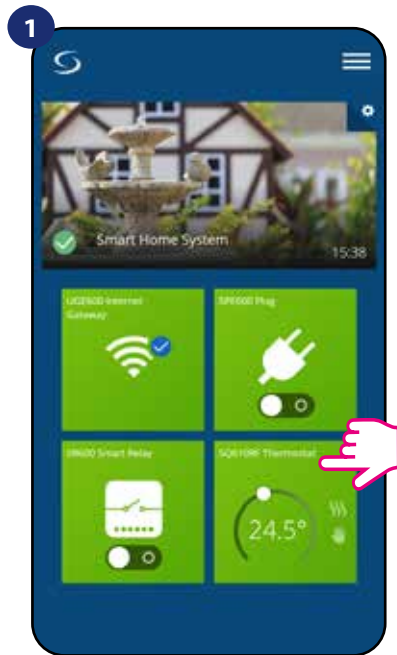 1
Smart Home System
15:38
UGE600 Internet
Gateway
SPE600 Plug
SR600 Smart Relay
SQ610RF Thermostat
24.5°